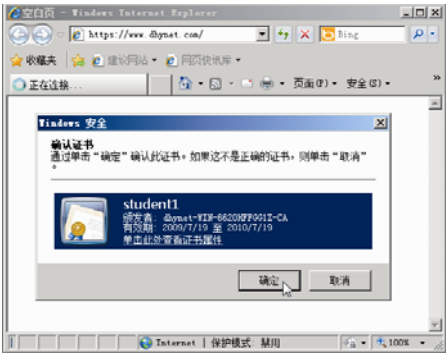 空白页 - Windows Internet Explorer
https://www.dhynet.com/
Bing
收藏夹
建议网站
网页快讯库
正在连接...
页面(P)
安全(S)
»
Windows 安全
确认证书
通过单击“确定”确认此证书。如果这不是正确的证书，则单击“取消”
。
student1
颁发者: dhynet-WIN-6620HFFGG1Z-CA
有效期: 2009/7/19 至 2010/7/19
单击此处查看证书属性
确定
取消
Internet | 保护模式: 禁用
100%